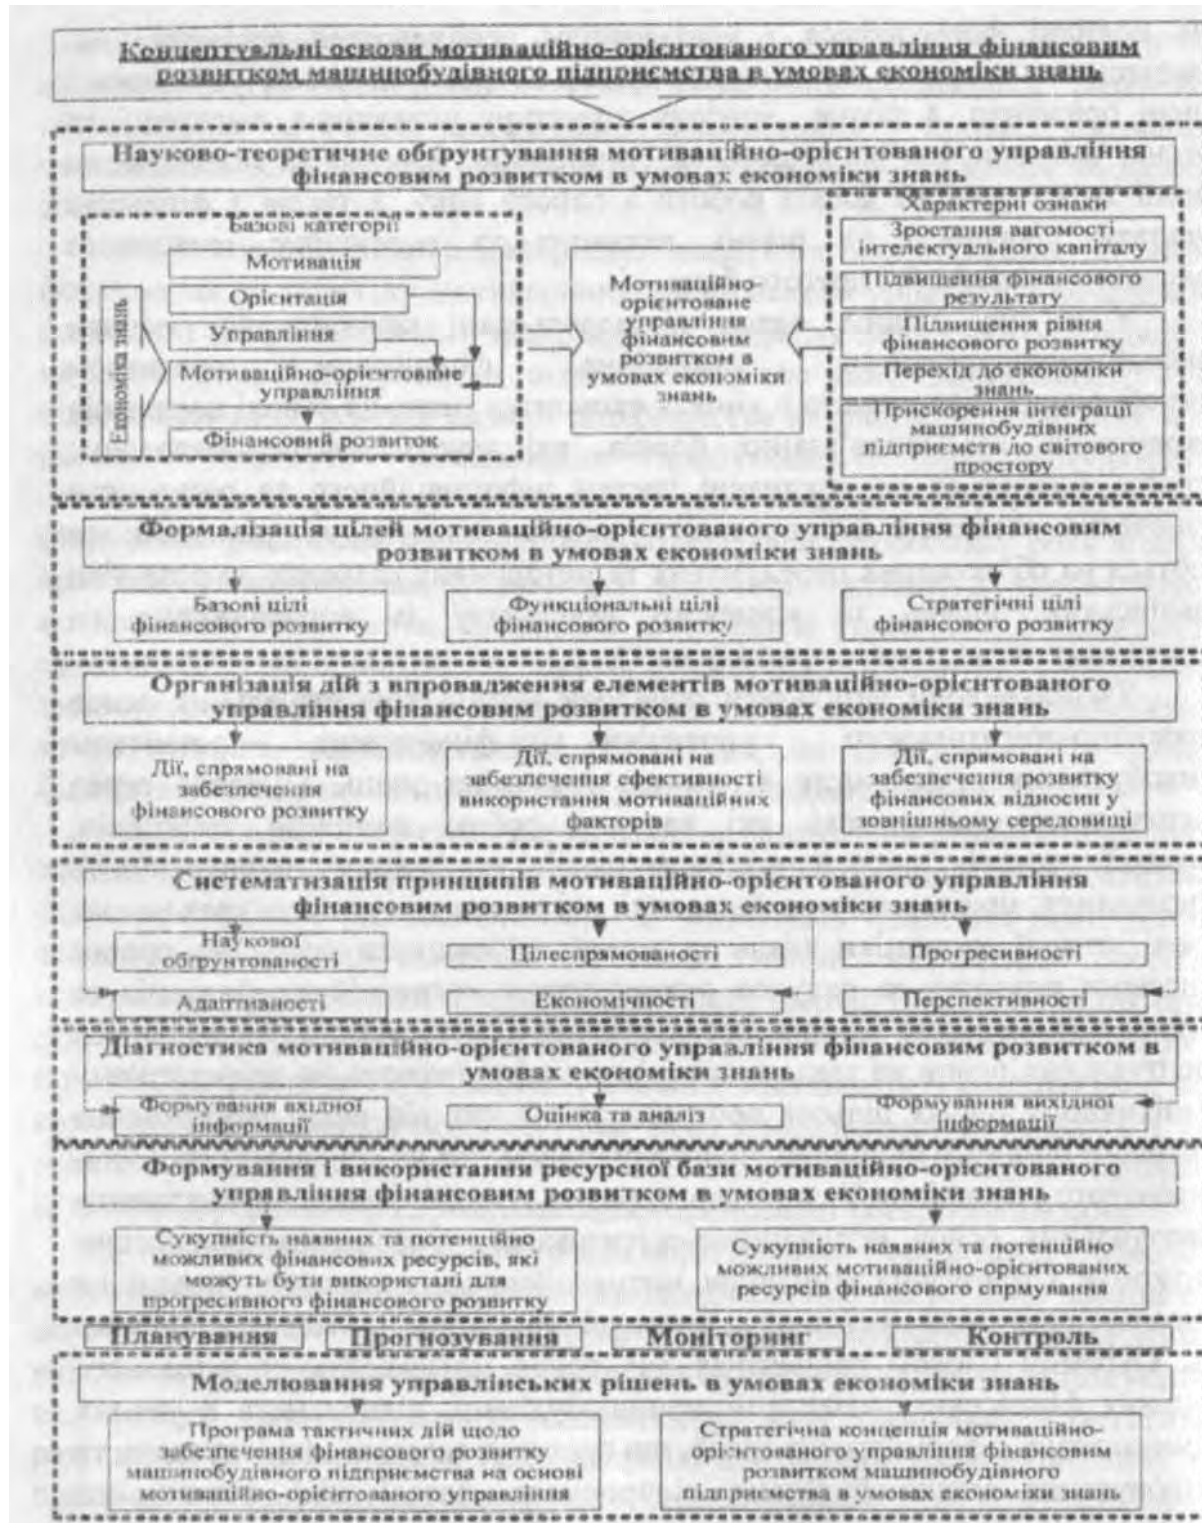 Концептуальні основи мотиваційно-орієнтованого управління фінансовим
розвитком машинобудівного підприємства в умовах економіки знань
Науково-теоретичне обґрунтування мотиваційно-орієнтованого управління
фінансовим розвитком в умовах економіки знань
Базові категорії
Економіка знань
Мотивація
Орієнтація
Управління
Мотиваційно-орієнтоване
управління
Фінансовий розвиток
Мотиваційно-
орієнтоване
управління
фінансовим
розвитком в
умовах економіки
знань
Характерні ознаки
Зростання вагомості
інтелектуального капіталу
Підвищення фінансового
результату
Підвищення рівня
фінансового розвитку
Перехід до економіки
знань
Прискорення інтеграції
машинобудівних
підприємств до світового
простору
Формалізація цілей мотиваційно-орієнтованого управління фінансовим
розвитком в умовах економіки знань
Базові цілі
фінансового розвитку
Функціональні цілі
фінансового розвитку
Стратегічні цілі
фінансового розвитку
Організація дій з впровадження елементів мотиваційно-орієнтованого
управління фінансовим розвитком в умовах економіки знань
Дії, спрямовані на
забезпечення
фінансового розвитку
Дії, спрямовані на
забезпечення ефективності
використання мотиваційних
факторів
Дії, спрямовані на
забезпечення розвитку
фінансових відносин у
зовнішньому середовищі
Систематизація принципів мотиваційно-орієнтованого управління
фінансовим розвитком в умовах економіки знань
Наукової
обґрунтованості
Цілеспрямованості
Прогресивності
Адаптивності
Економічності
Перспективності
Діагностика мотиваційно-орієнтованого управління фінансовим розвитком в
умовах економіки знань
Формування вхідної
інформації
Оцінка та аналіз
Формування вихідної
інформації
Формування і використання ресурсної бази мотиваційно-орієнтованого
управління фінансовим розвитком в умовах економіки знань
Сукупність наявних та потенційно
можливих фінансових ресурсів, які
можуть бути використані для
прогресивного фінансового розвитку
Сукупність наявних та потенційно
можливих мотиваційно-орієнтованих
ресурсів фінансового спрмування
Планування
Прогнозування
Моніторинг
Контроль
Моделювання управлінських рішень в умовах економіки знань
Програма тактичних дій щодо
забезпечення фінансового розвитку
машинобудівного підприємства на основі
мотиваційно-орієнтованого управління
Стратегічна концепція мотиваційно-
орієнтованого управління фінансовим
розвитком машинобудівного
підприємства в умовах економіки знань